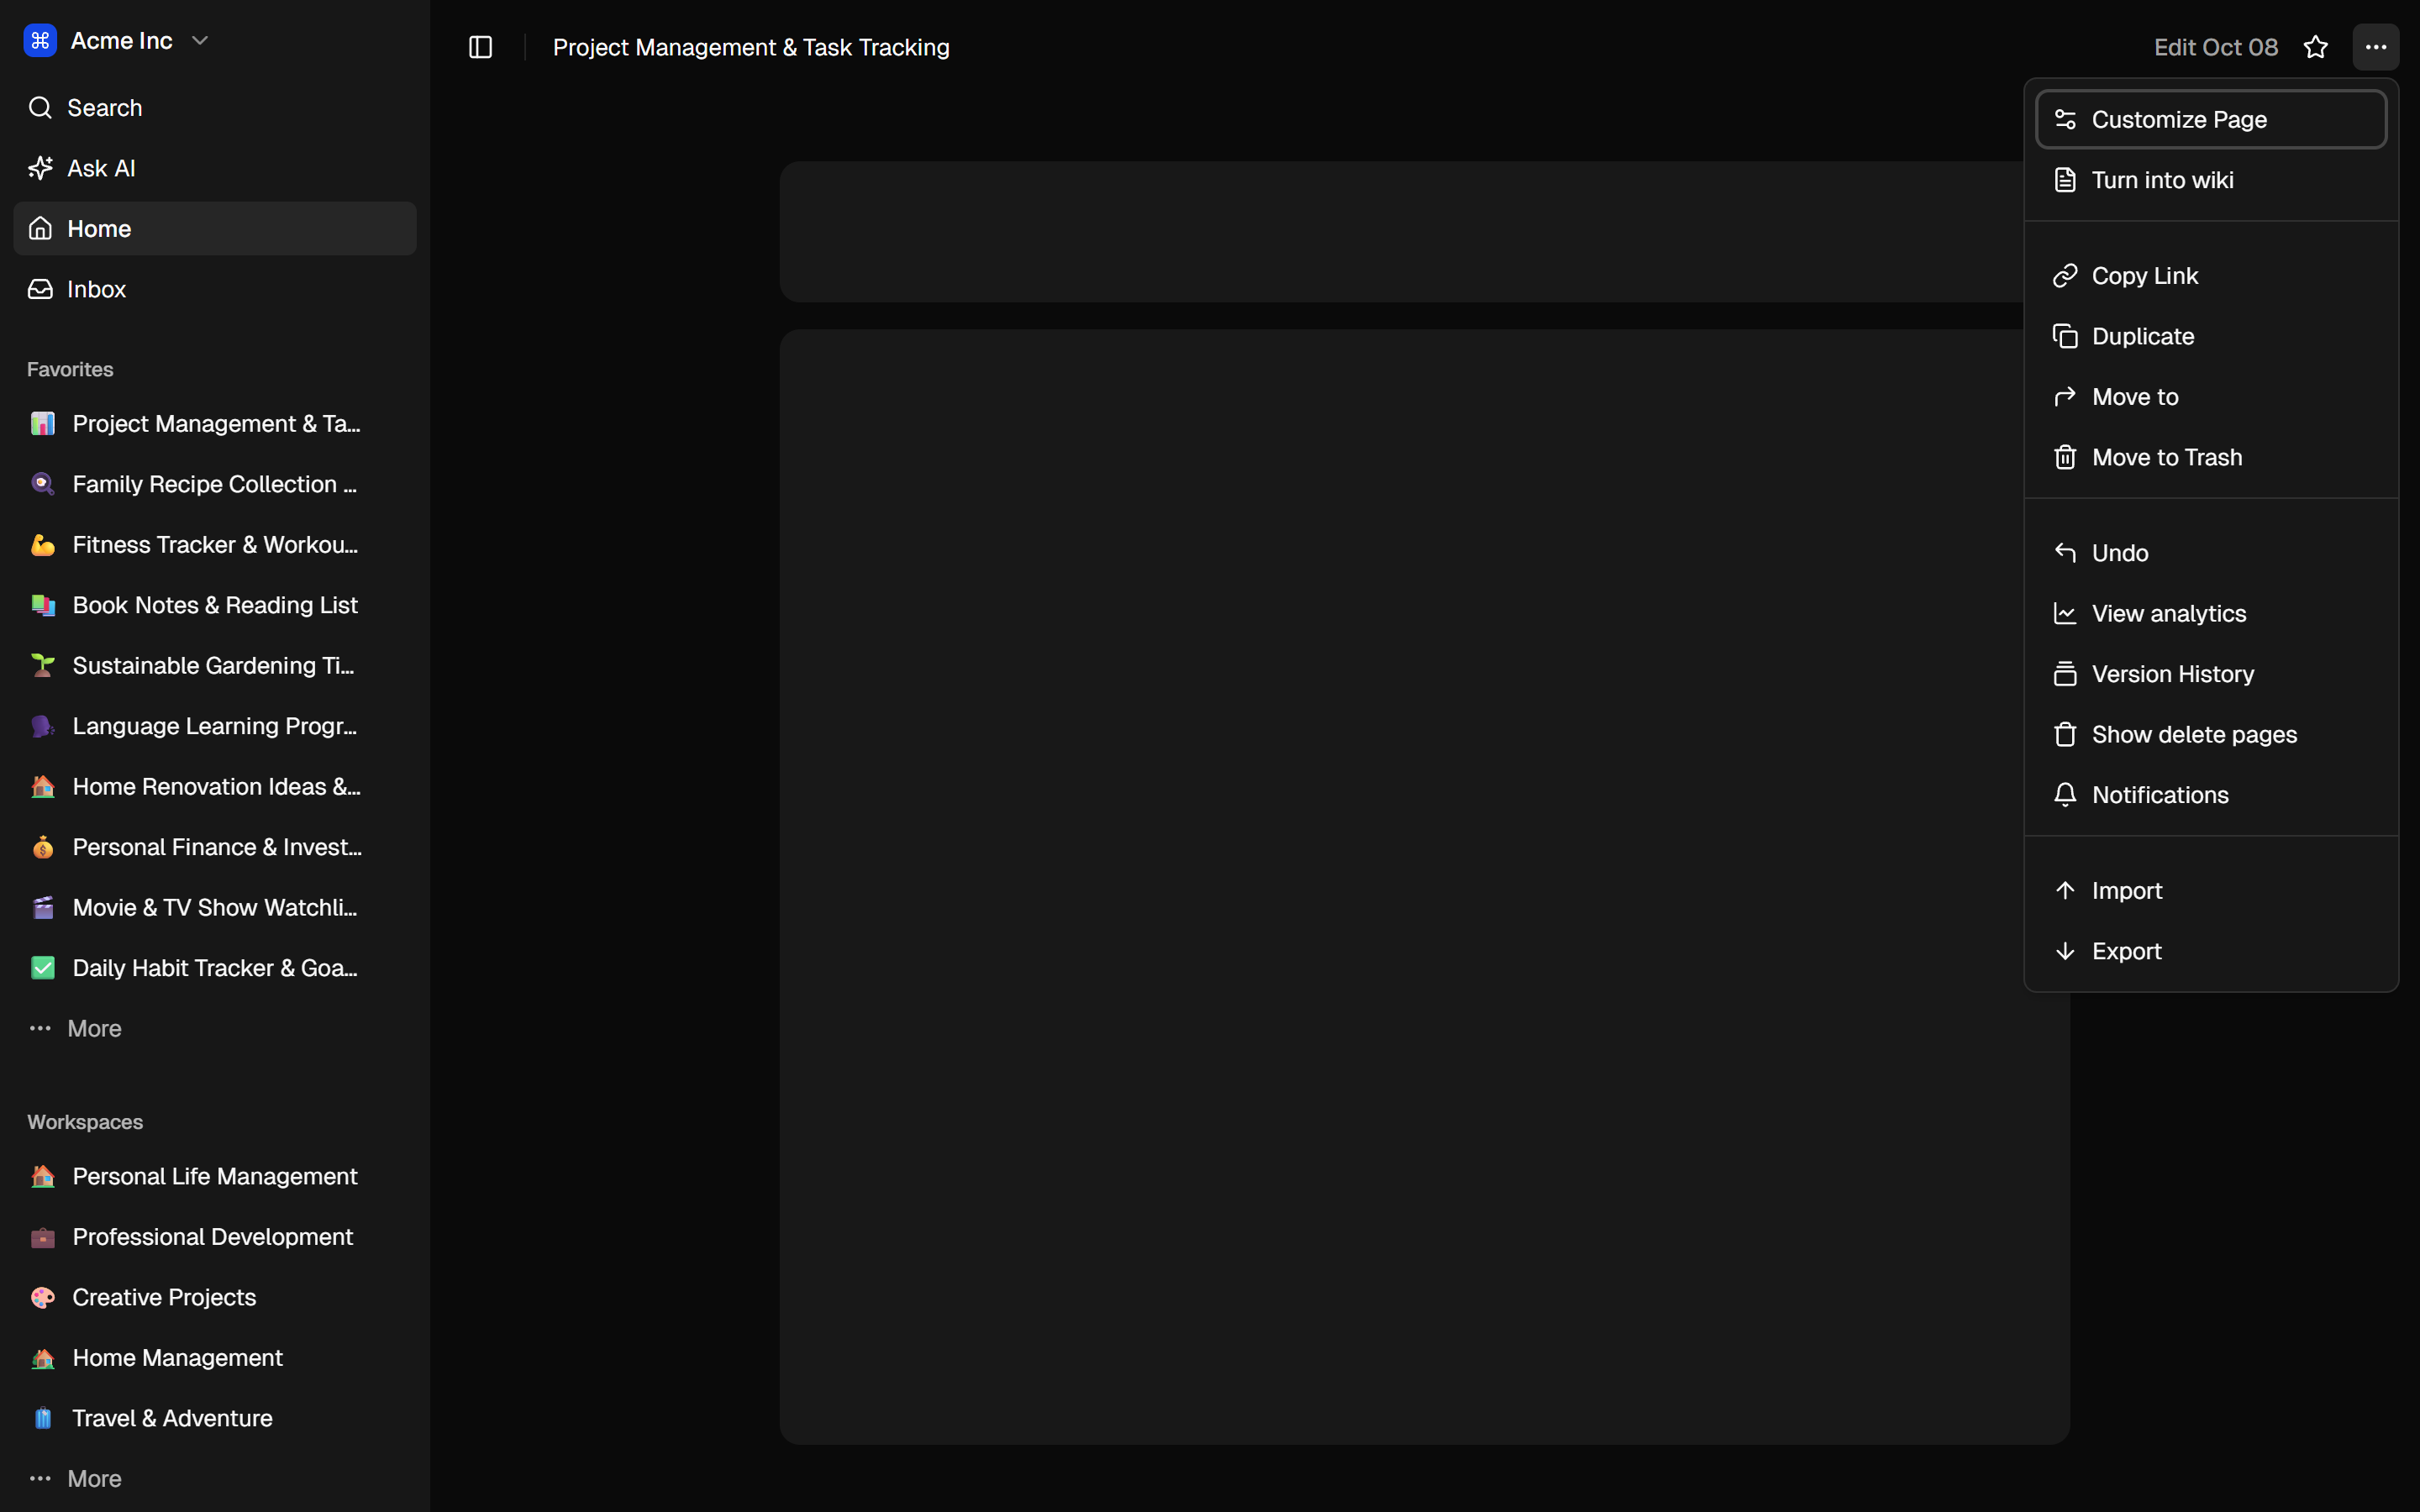 Acme Inc
Search
Ask AI
Home
Inbox
Favorites
Project Management & Ta...
Family Recipe Collection ...
Fitness Tracker & Workou...
Book Notes & Reading List
Sustainable Gardening Ti...
Language Learning Progr...
Home Renovation Ideas &...
Personal Finance & Invest...
Movie & TV Show Watchli...
Daily Habit Tracker & Goa...
More
Workspaces
Personal Life Management
Professional Development
Creative Projects
Home Management
Travel & Adventure
More
Project Management & Task Tracking
Edit Oct 08
Customize Page
Turn into wiki
Copy Link
Duplicate
Move to
Move to Trash
Undo
View analytics
Version History
Show delete pages
Notifications
Import
Export